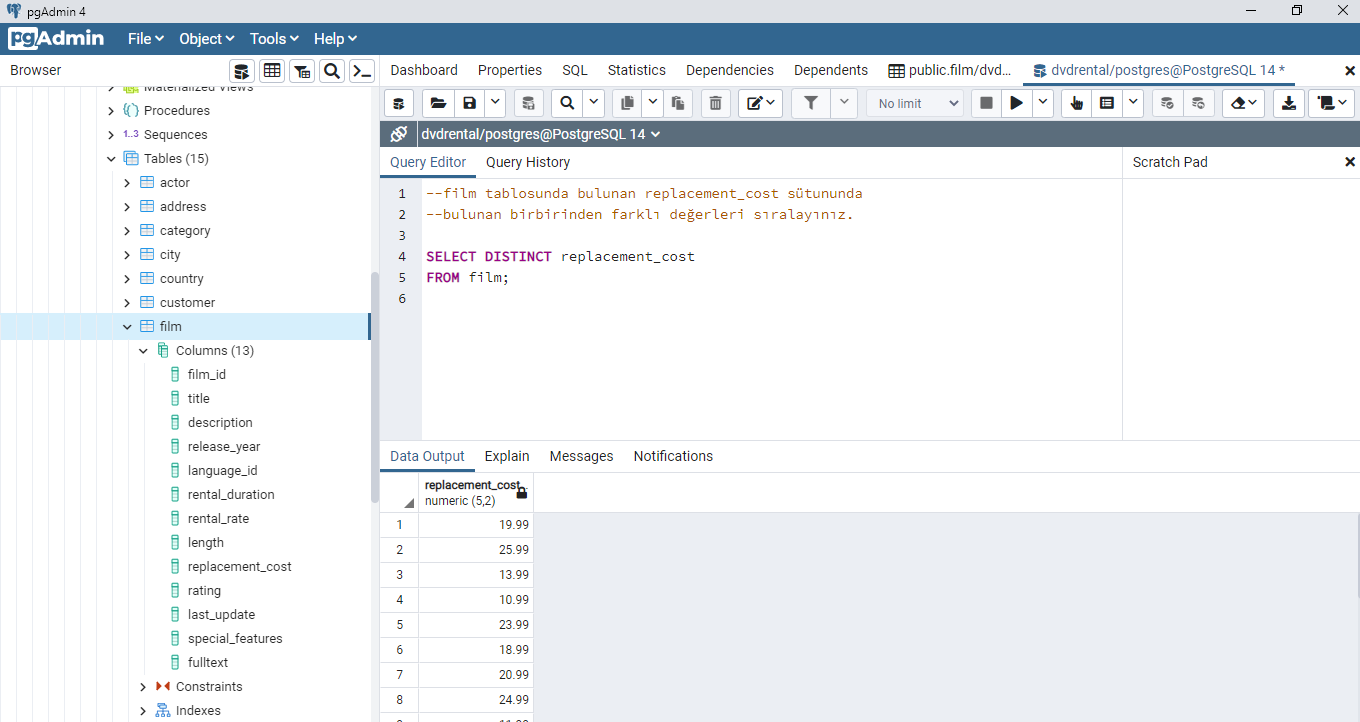 pgAdmin 4
pgAdmin
File Object Tools Help
Browser
Dashboard Properties SQL Statistics Dependencies Dependents public.film/dvd... dvdrental/postgres@PostgreSQL 14 *
No limit
dvdrental/postgres@PostgreSQL 14
Query Editor Query History
Scratch Pad
Materialized Views
Procedures
1..3 Sequences
Tables (15)
actor
address
category
city
country
customer
film
Columns (13)
film_id
title
description
release_year
language_id
rental_duration
rental_rate
length
replacement_cost
rating
last_update
special_features
fulltext
Constraints
Indexes
1 --film tablosunda bulunan replacement_cost sütununda
2 --bulunan birbirinden farklı değerleri sıralayınız.
3
4 SELECT DISTINCT replacement_cost
5 FROM film;
6
Data Output Explain Messages Notifications
replacement_cost
numeric (5,2)
1 19.99
2 25.99
3 13.99
4 10.99
5 23.99
6 18.99
7 20.99
8 24.99